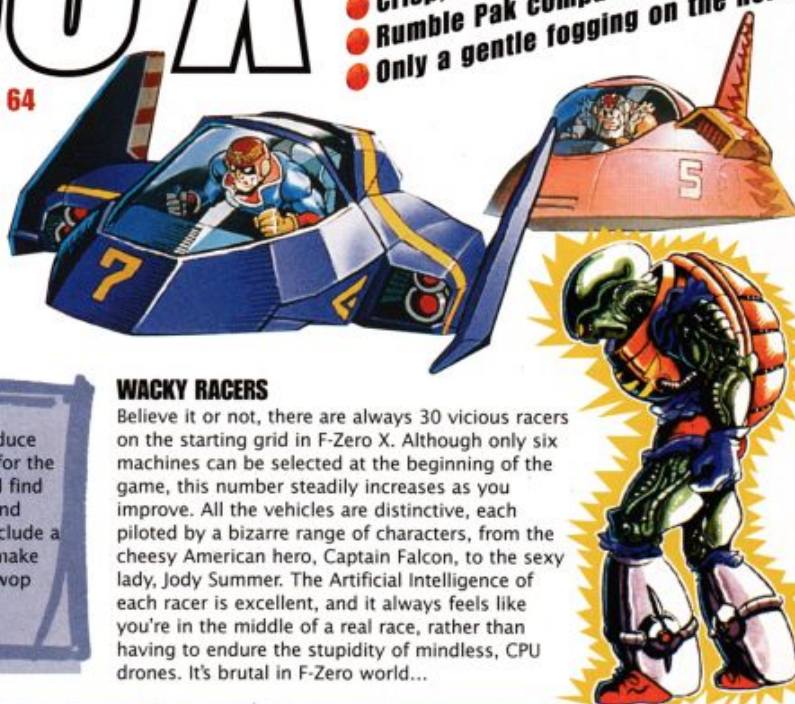 Rumble Pak
Only a gentle fogging on the
64
7
5
duce
for the
find
nd
clude a
make
wop
WACKY RACERS
Believe it or not, there are always 30 vicious racers
on the starting grid in F-Zero X. Although only six
machines can be selected at the beginning of the
game, this number steadily increases as you
improve. All the vehicles are distinctive, each
piloted by a bizarre range of characters, from the
cheesy American hero, Captain Falcon, to the sexy
lady, Jody Summer. The Artificial Intelligence of
each racer is excellent, and it always feels like
you're in the middle of a real race, rather than
having to endure the stupidity of mindless, CPU
drones. It's brutal in F-Zero world...